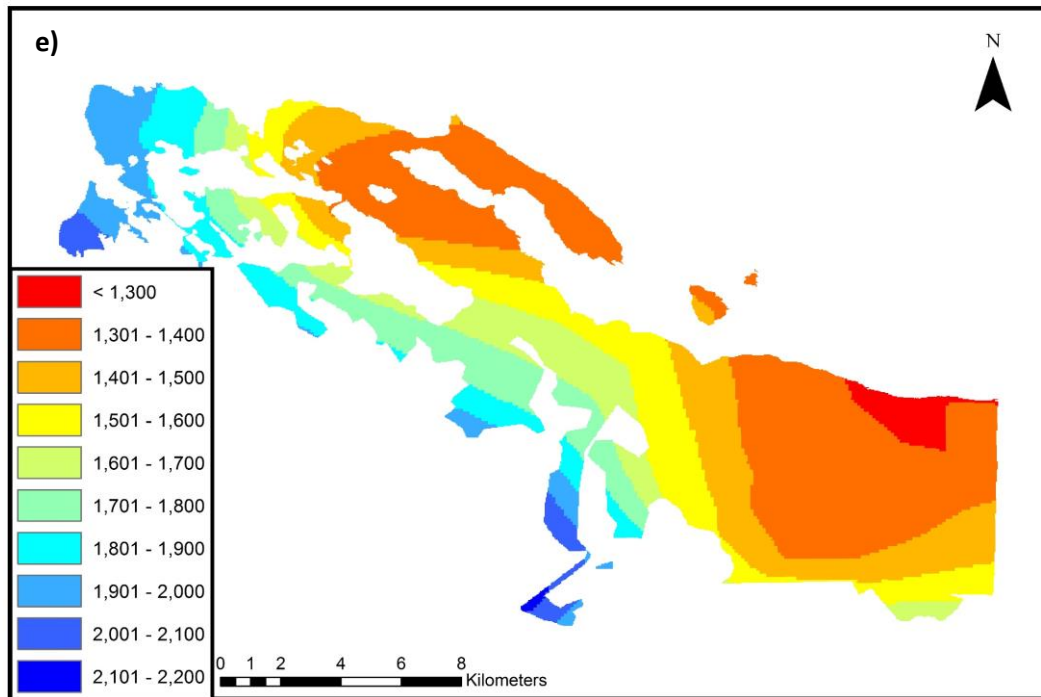 e)
N
< 1,300
1,301 - 1,400
1,401 - 1,500
1,501 - 1,600
1,601 - 1,700
1,701 - 1,800
1,801 - 1,900
1,901 - 2,000
2,001 - 2,100
2,101 - 2,200
0 1 2 4 6 8
Kilometers